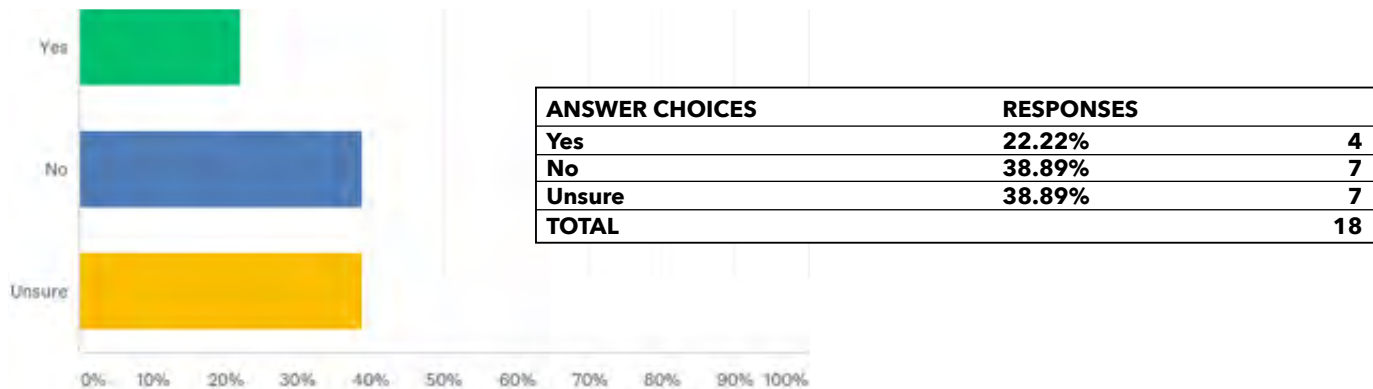 Yes
No
Unsure
0% 10% 20% 30% 40% 50% 60% 70% 80% 90% 100%
ANSWER CHOICES RESPONSES
Yes 22.22% 4
No 38.89% 7
Unsure 38.89% 7
TOTAL 18